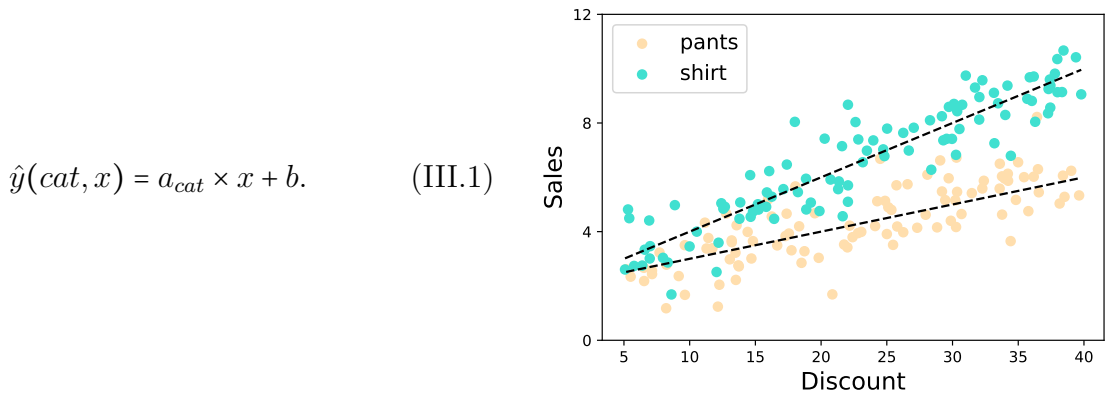 ŷ(cat, x) = a_cat × x + b. (III.1)
12
8
4
0
Sales
pants
shirt
5 10 15 20 25 30 35 40
Discount